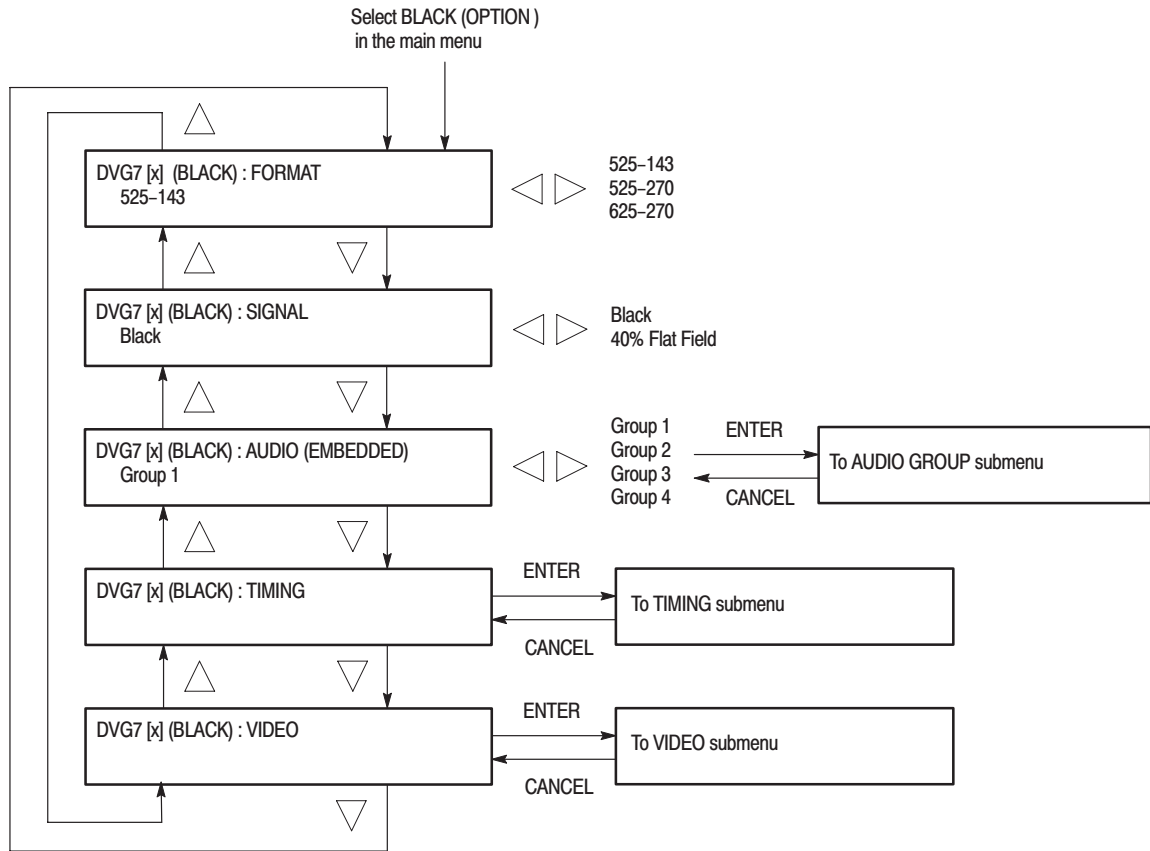 Select BLACK (OPTION )
in the main menu
DVG7 [x] (BLACK) : FORMAT
525–143
525–143
525–270
625–270
DVG7 [x] (BLACK) : SIGNAL
Black
Black
40% Flat Field
DVG7 [x] (BLACK) : AUDIO (EMBEDDED)
Group 1
Group 1
Group 2
Group 3
Group 4
ENTER
CANCEL
To AUDIO GROUP submenu
DVG7 [x] (BLACK) : TIMING
ENTER
CANCEL
To TIMING submenu
DVG7 [x] (BLACK) : VIDEO
ENTER
CANCEL
To VIDEO submenu